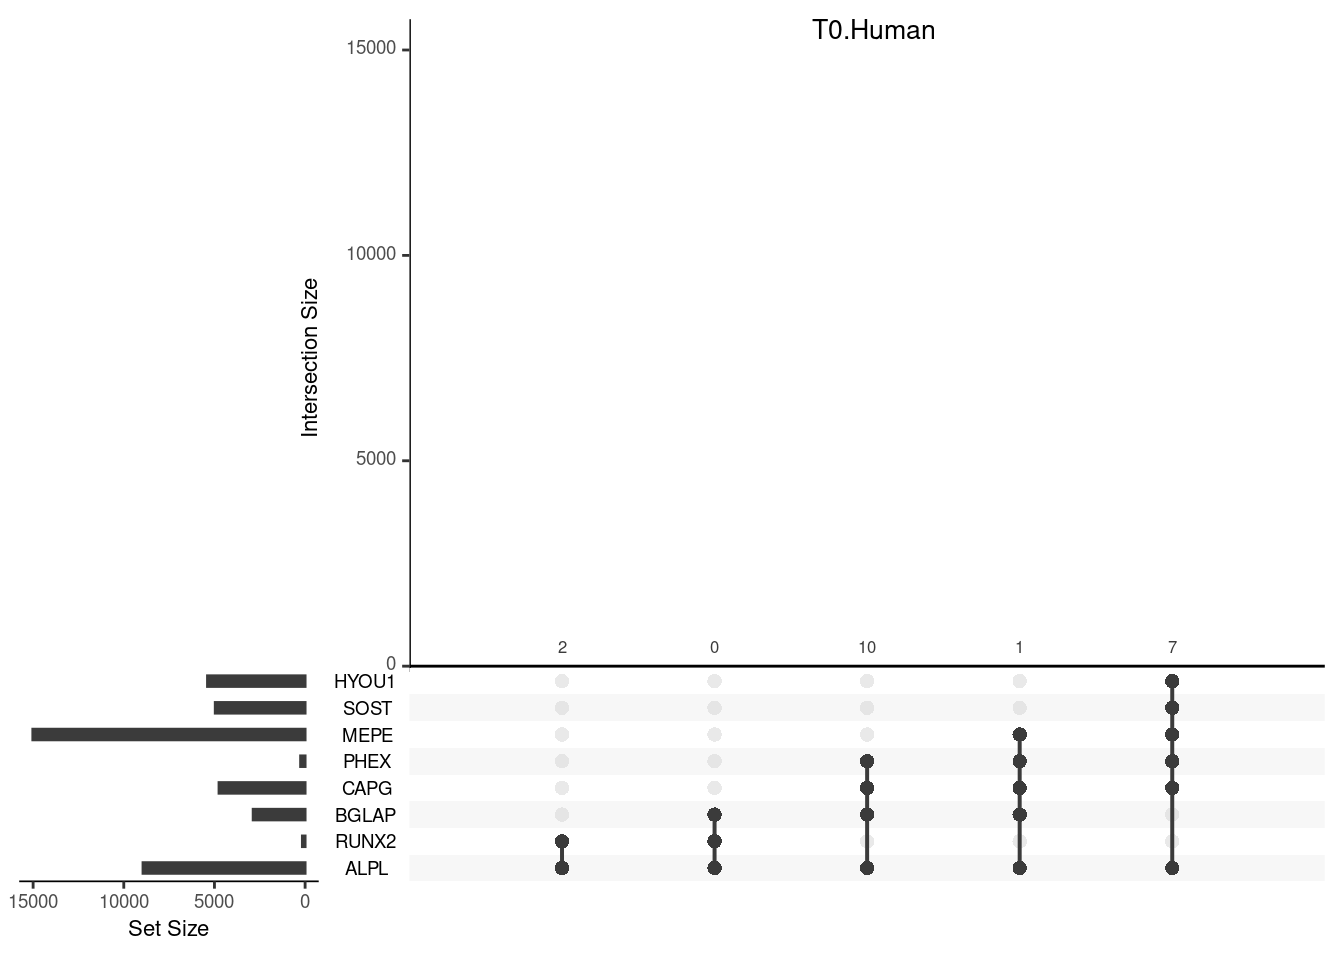 T0.Human
15000
10000
5000
0
Intersection Size
2 0 10 1 7
HYOU1
SOST
MEPE
PHEX
CAPG
BGLAP
RUNX2
ALPL
15000 10000 5000 0
Set Size